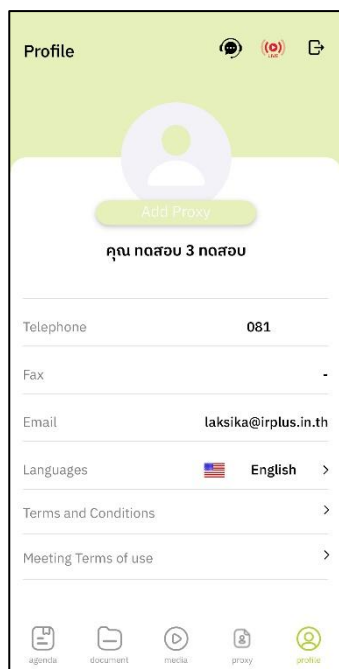 Profile
LIVE
Add Proxy
คุณ ทดสอบ 3 ทดสอบ
Telephone 081
Fax -
Email laksika@irplus.in.th
Languages English >
Terms and Conditions >
Meeting Terms of use >
agenda document media proxy profile